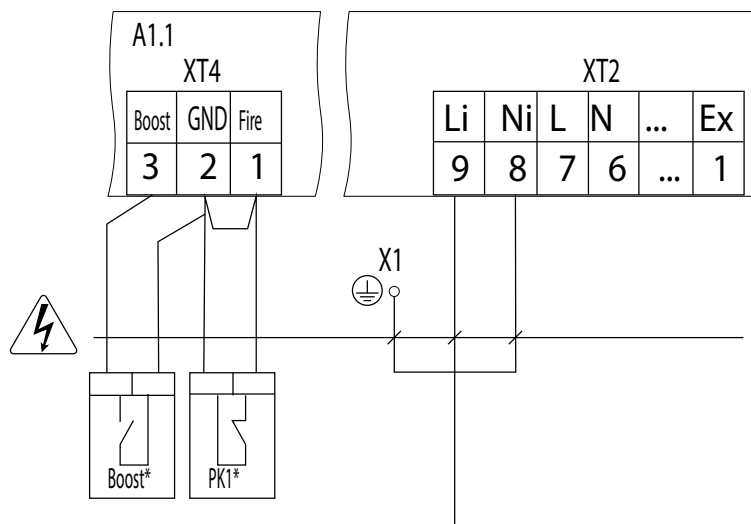 A1.1
XT4
XT2
Boost GND Fire
3 2 1
Li Ni L N ... Ex
9 8 7 6 ... 1
X1
Boost* PK1*